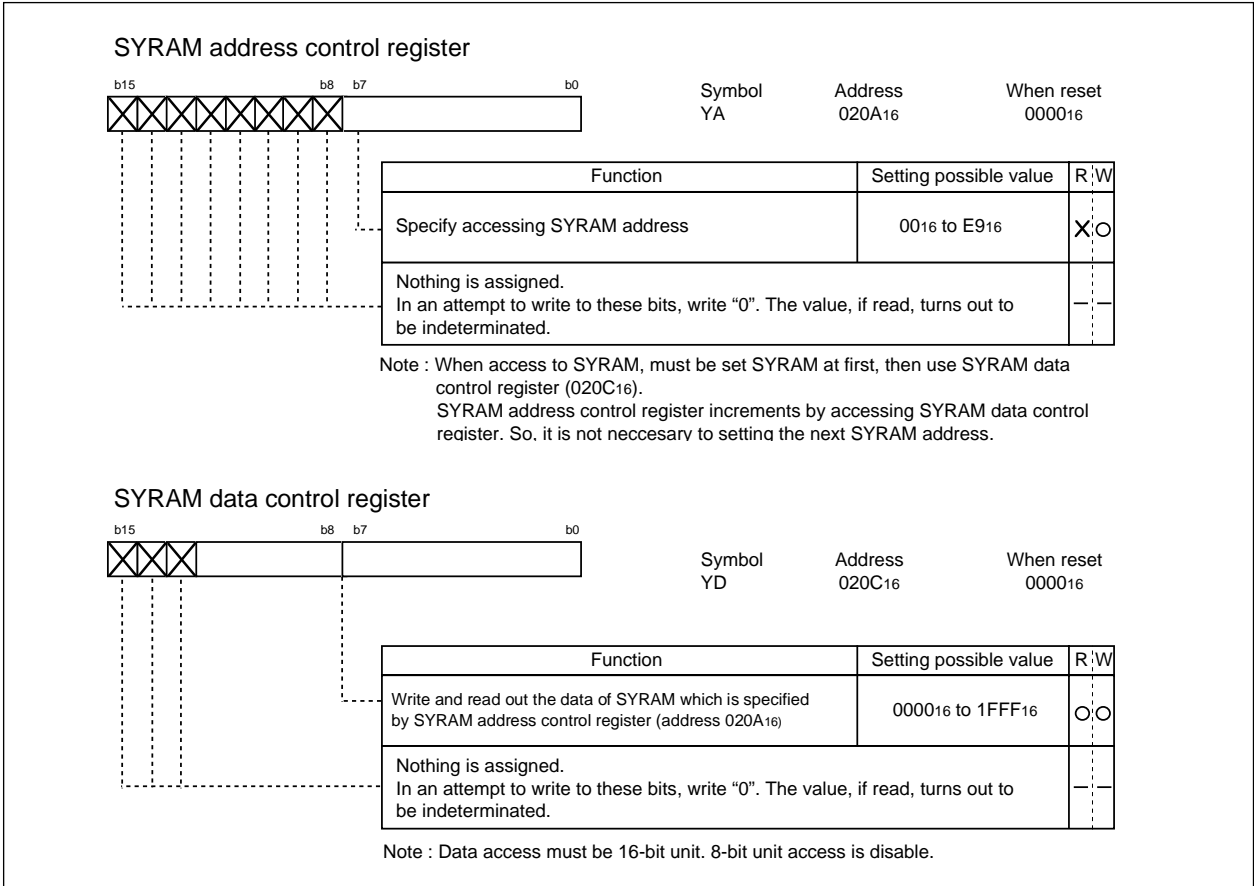 SYRAM address control register
b15 b8 b7 b0
Symbol Address When reset
YA 020A16 000016
Function Setting possible value R W
Specify accessing SYRAM address 0016 to E916 X O
Nothing is assigned.
In an attempt to write to these bits, write “0”. The value, if read, turns out to
be indeterminated.
– –
Note : When access to SYRAM, must be set SYRAM at first, then use SYRAM data
control register (020C16).
SYRAM address control register increments by accessing SYRAM data control
register. So, it is not neccesary to setting the next SYRAM address.
SYRAM data control register
b15 b8 b7 b0
Symbol Address When reset
YD 020C16 000016
Function Setting possible value R W
Write and read out the data of SYRAM which is specified
by SYRAM address control register (address 020A16)
000016 to 1FFF16 O O
Nothing is assigned.
In an attempt to write to these bits, write “0”. The value, if read, turns out to
be indeterminated.
– –
Note : Data access must be 16-bit unit. 8-bit unit access is disable.